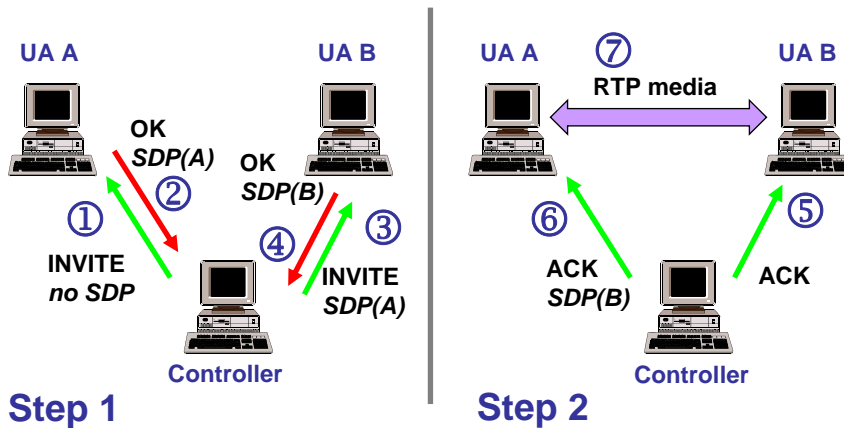 UA A
UA B
OK
SDP(A)
OK
SDP(B)
①
②
③
④
INVITE
no SDP
INVITE
SDP(A)
Controller
Step 1
UA A
⑦
UA B
RTP media
⑥
⑤
ACK
SDP(B)
ACK
Controller
Step 2